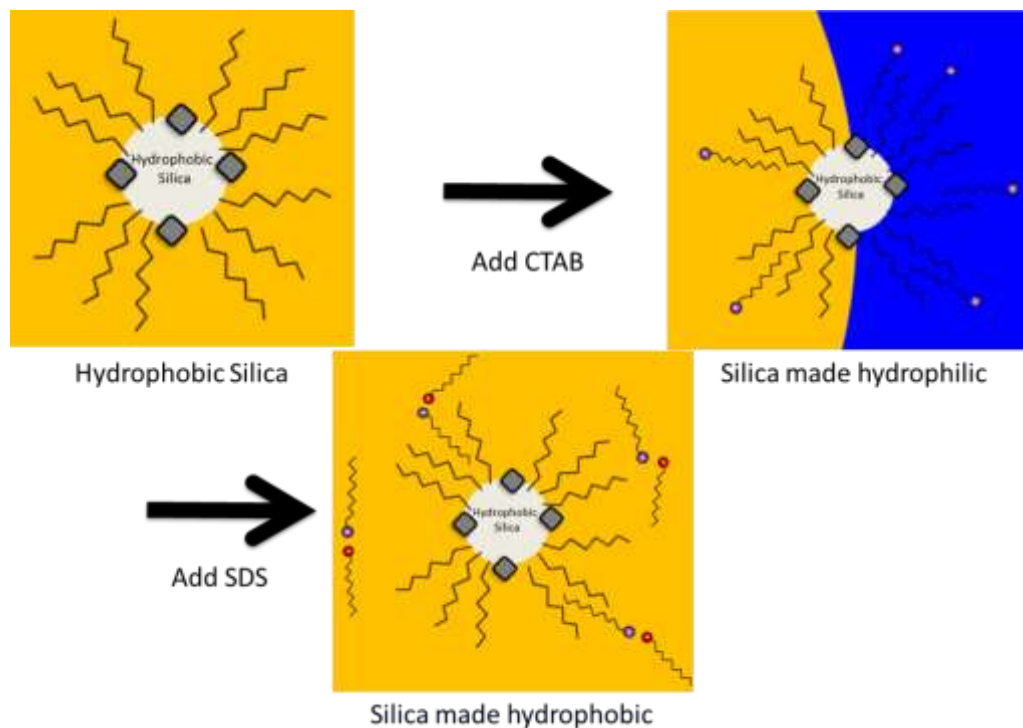 Hydrophobic
Silica
Hydrophobic
Silica
Add CTAB
Hydrophobic Silica
Silica made hydrophilic
Hydrophobic
Silica
Add SDS
Silica made hydrophobic